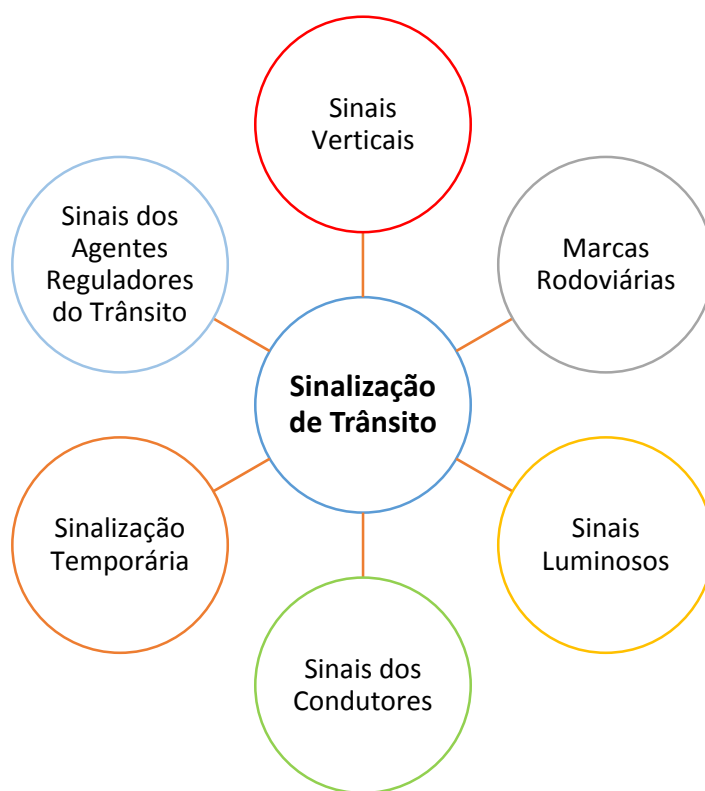 Sinais
Verticais
Sinais dos
Agentes
Reguladores
do Trânsito
Marcas
Rodoviárias
Sinalização
de Trânsito
Sinalização
Temporária
Sinais
Luminosos
Sinais dos
Condutores